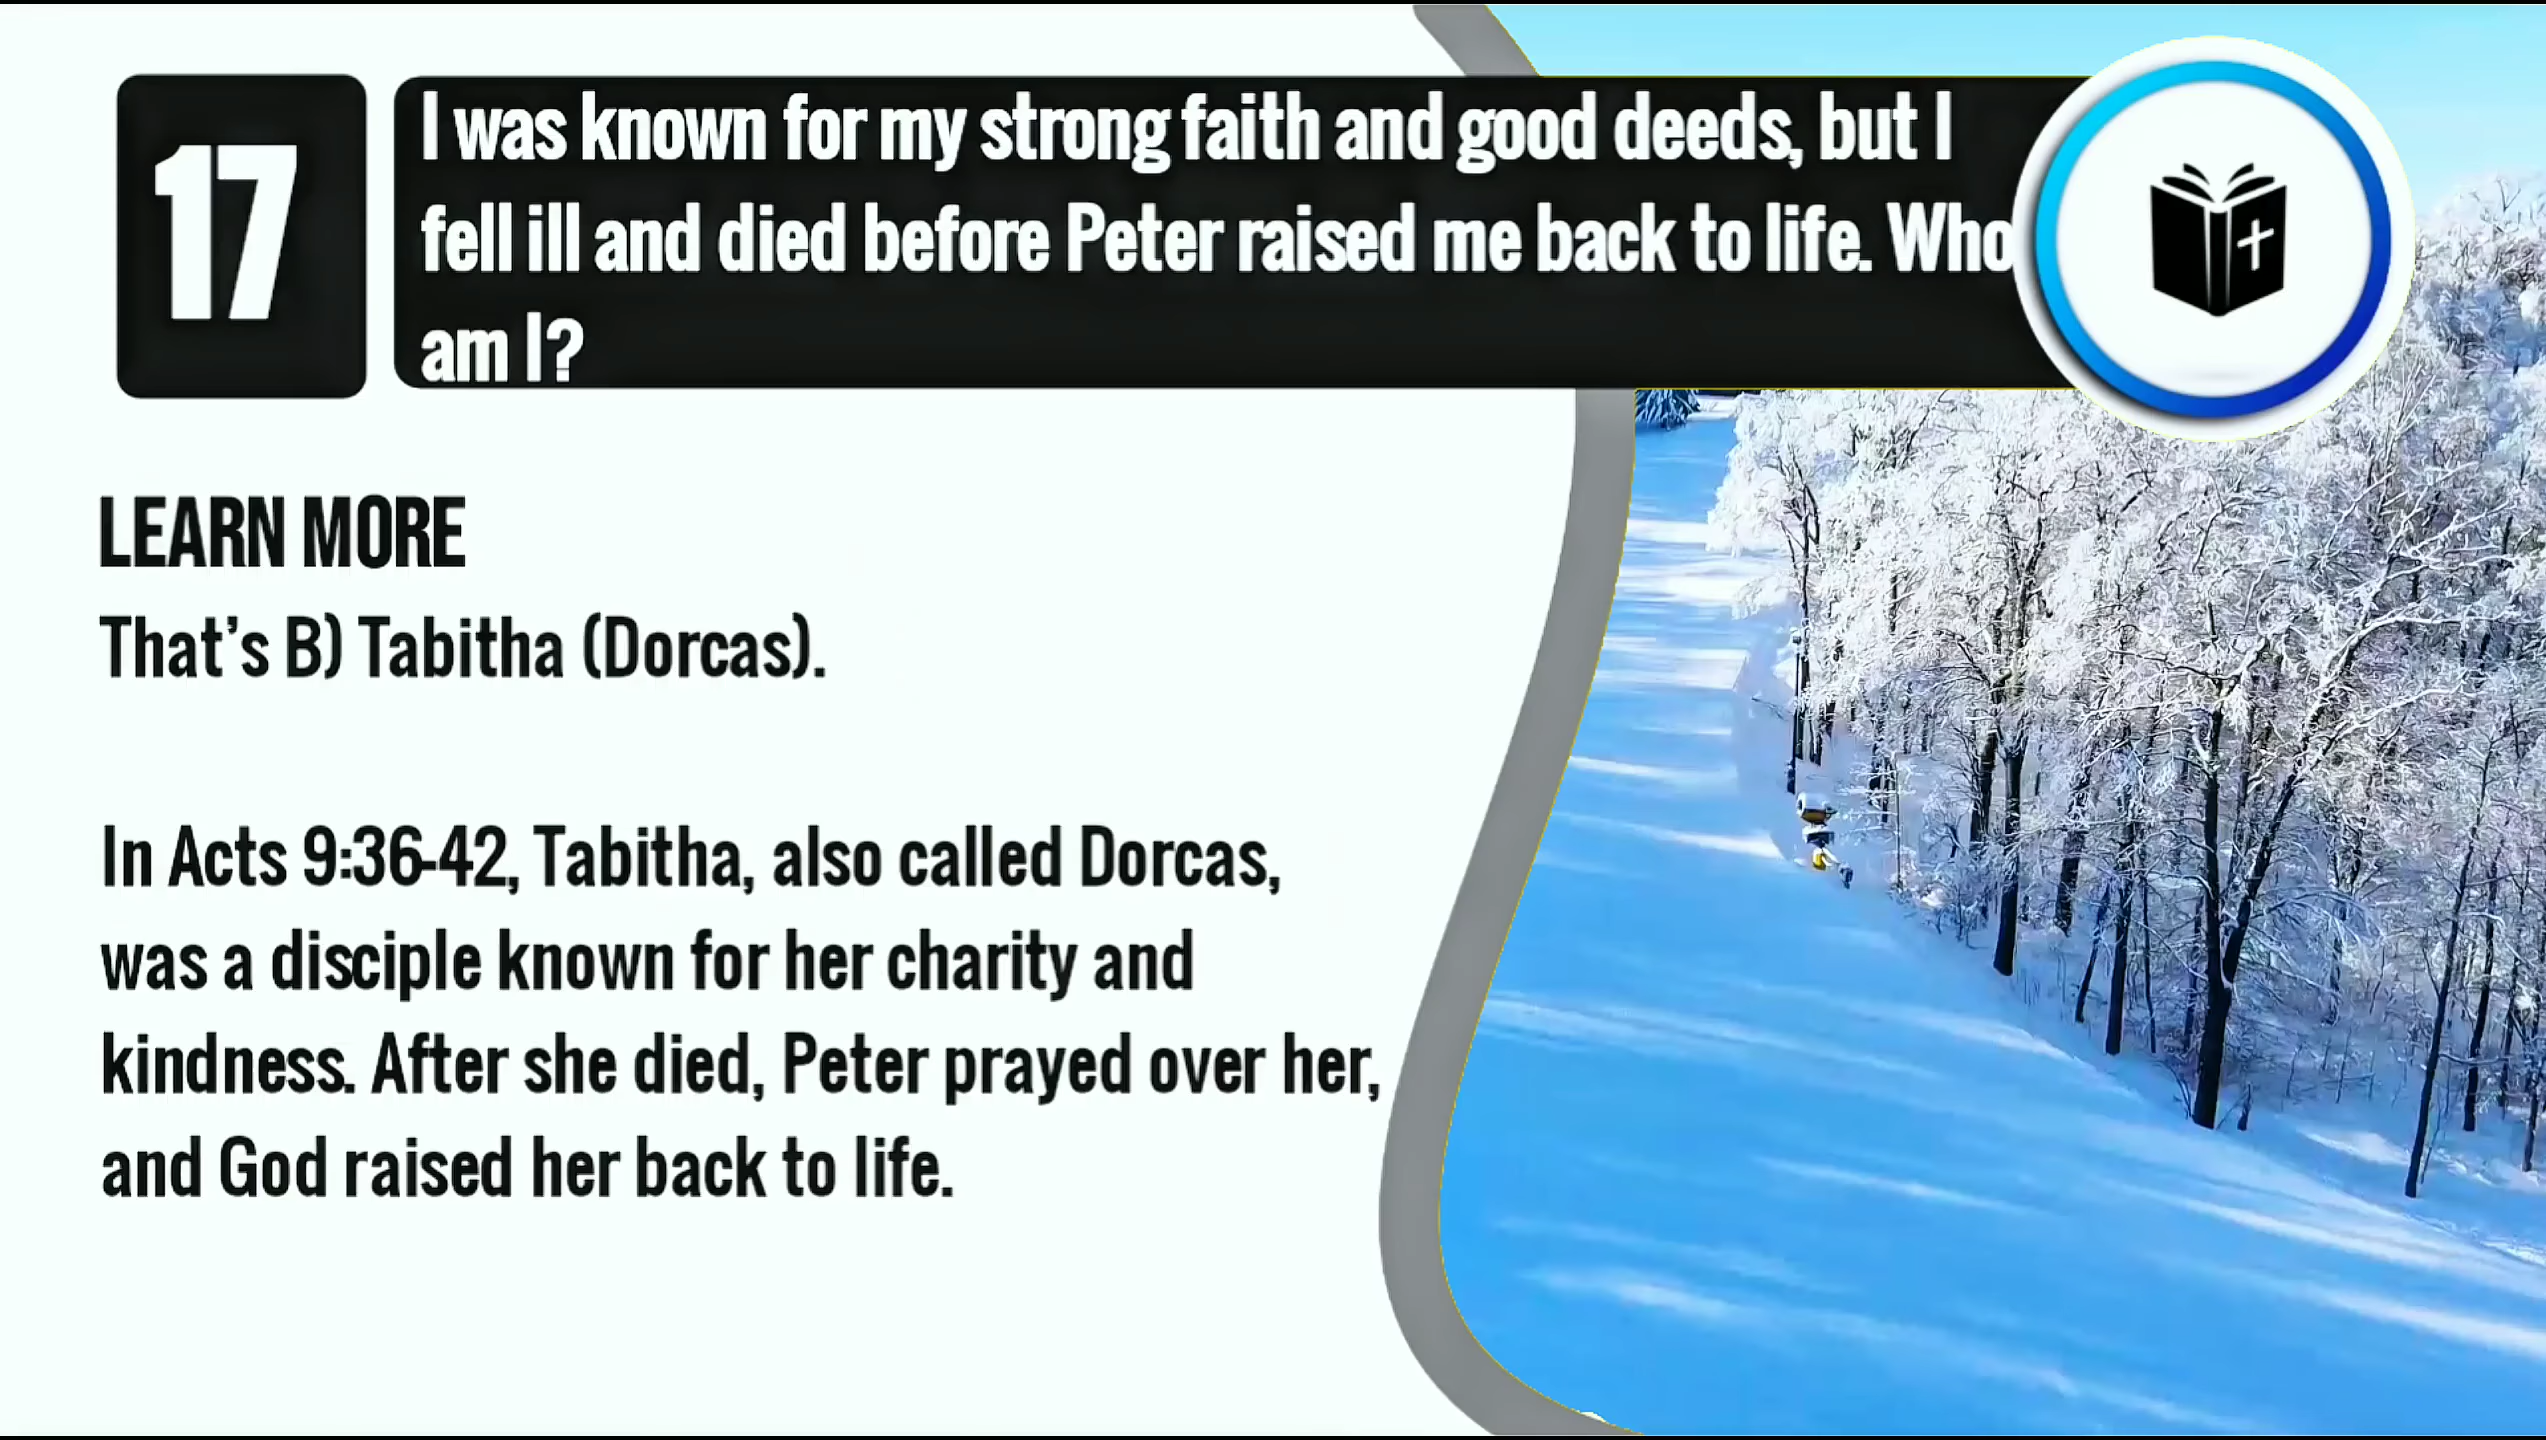 17
I was known for my strong faith and good deeds, but I
fell ill and died before Peter raised me back to life. Who
am I?
LEARN MORE
That's B) Tabitha (Dorcas).
In Acts 9:36-42, Tabitha, also called Dorcas,
was a disciple known for her charity and
kindness. After she died, Peter prayed over her,
and God raised her back to life.